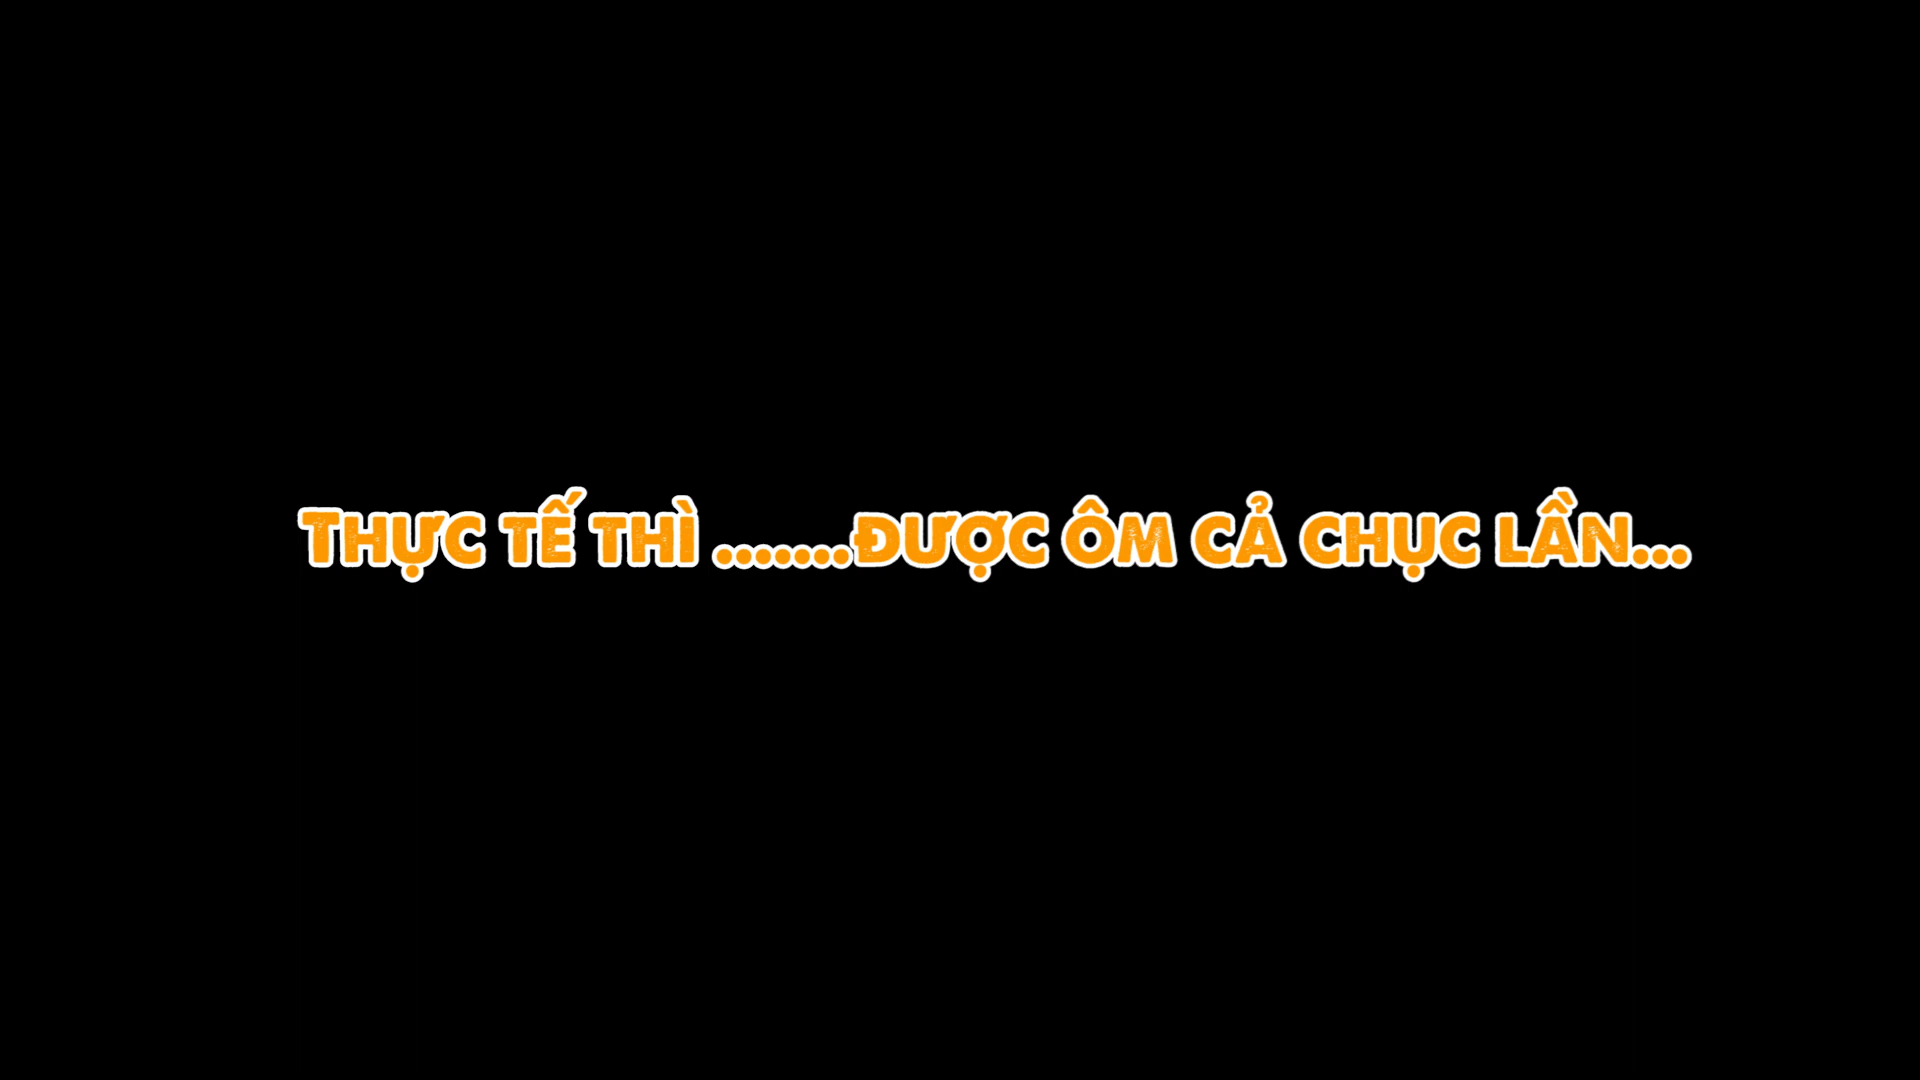 Thực tế thì .......được ôm cả chục lần...